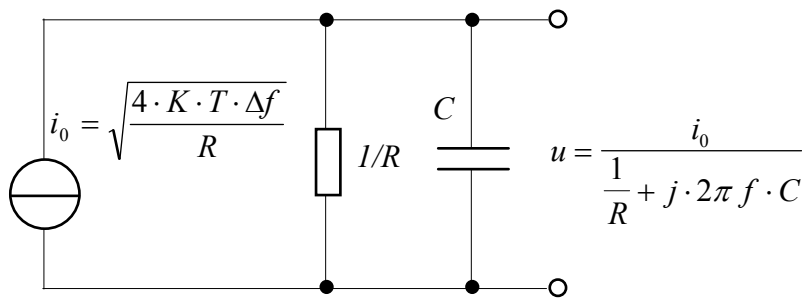 i₀ = √(4 · K · T · Δf / R)
1/R
C
u = i₀ / (1/R + j · 2π f · C)